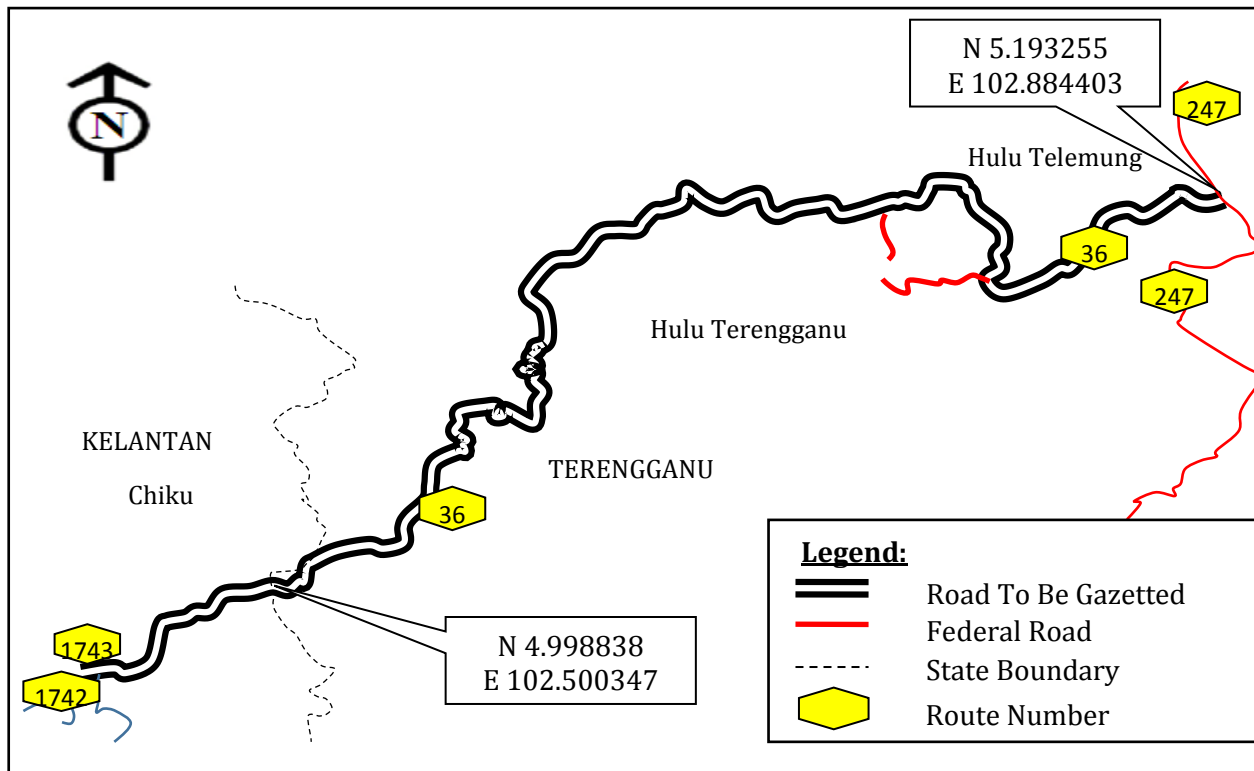 N 5.193255
E 102.884403
247
N
Hulu Telemung
36
247
Hulu Terengganu
KELANTAN
Chiku
TERENGGANU
36
1743
1742
N 4.998838
E 102.500347
Legend:
Road To Be Gazetted
Federal Road
State Boundary
Route Number